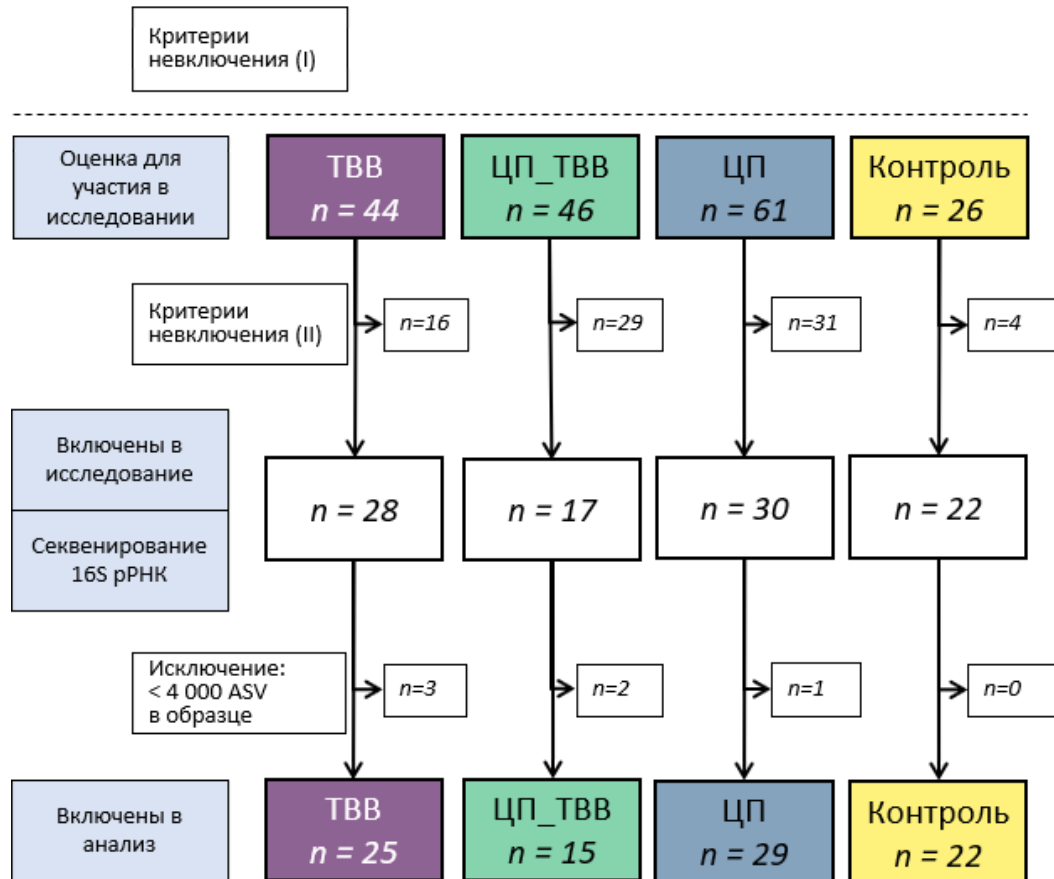 Критерии
невключения (I)
Оценка для
участия в
исследовании
ТВВ
n = 44
ЦП_ТВВ
n = 46
ЦП
n = 61
Контроль
n = 26
Критерии
невключения (II)
n=16
n=29
n=31
n=4
Включены в
исследование
n = 28
n = 17
n = 30
n = 22
Секвенирование
16S рРНК
Исключение:
< 4 000 ASV
в образце
n=3
n=2
n=1
n=0
Включены в
анализ
ТВВ
n = 25
ЦП_ТВВ
n = 15
ЦП
n = 29
Контроль
n = 22